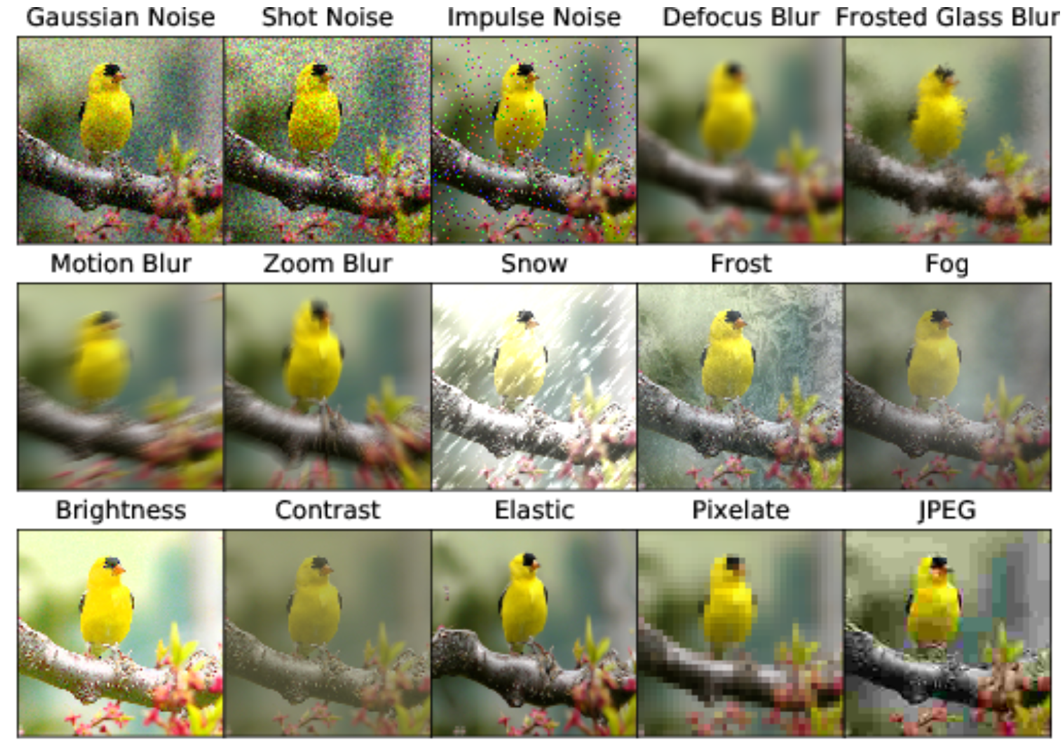 Gaussian Noise Shot Noise Impulse Noise Defocus Blur Frosted Glass Blur
Motion Blur Zoom Blur Snow Frost Fog
Brightness Contrast Elastic Pixelate JPEG